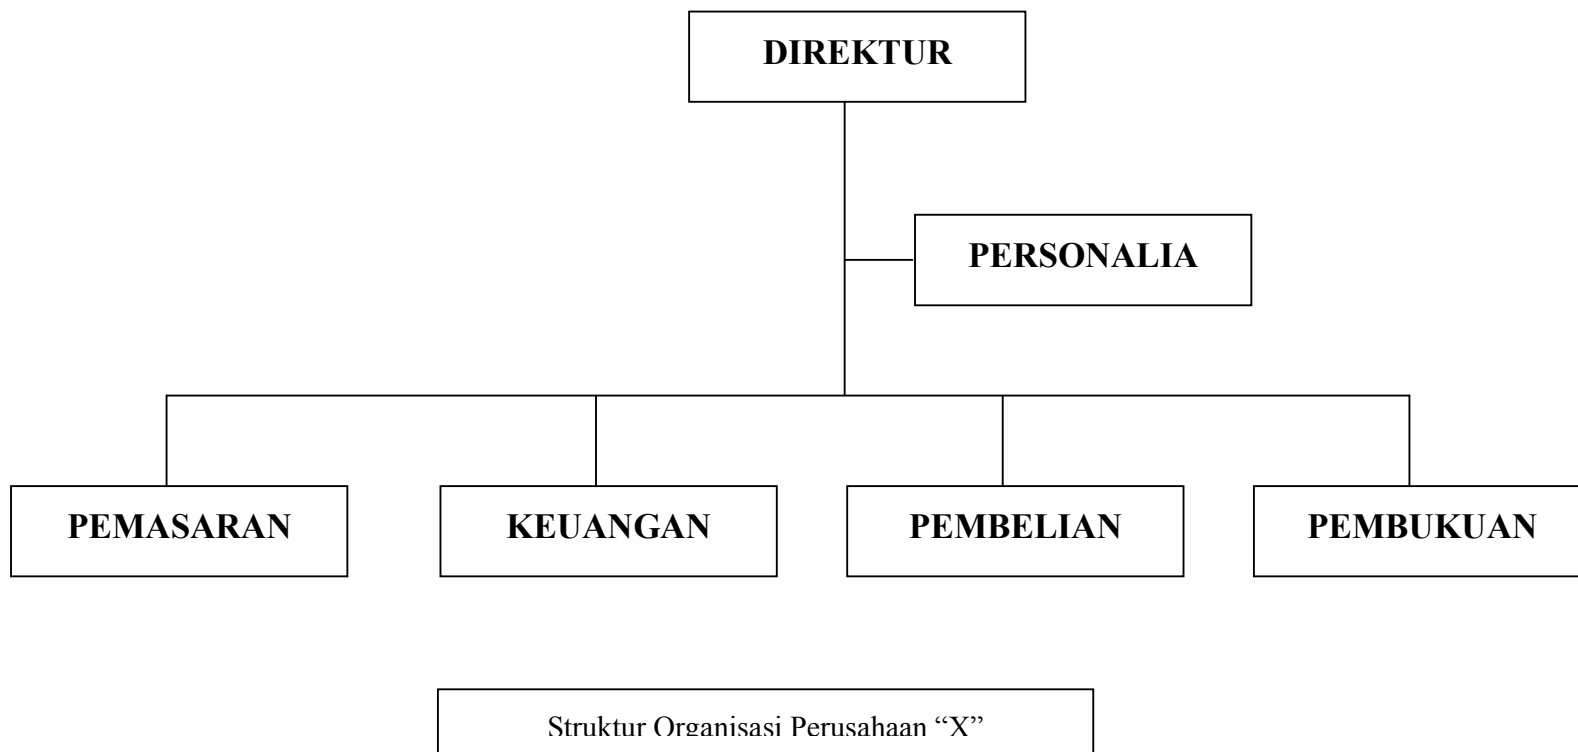 DIREKTUR
PERSONALIA
PEMASARAN
KEUANGAN
PEMBELIAN
PEMBUKUAN
Struktur Organisasi Perusahaan “X”